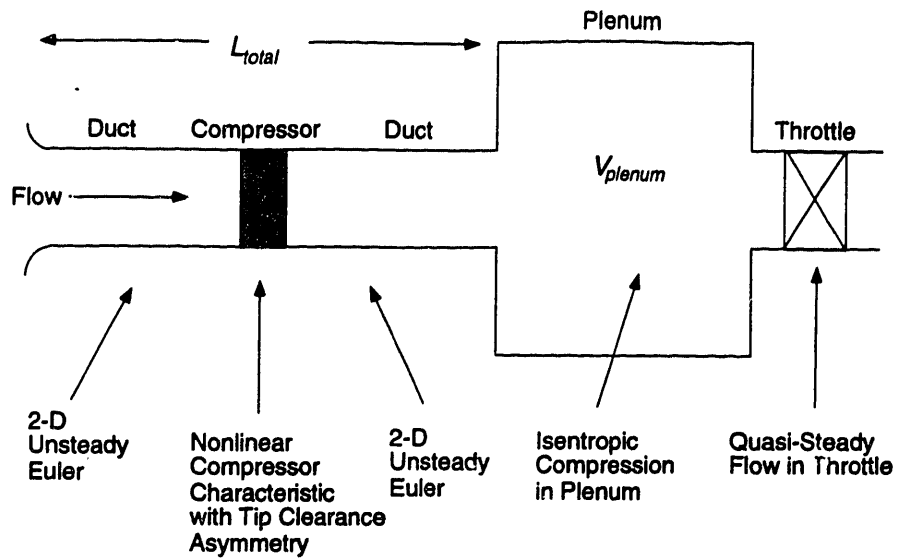 Plenum
L_total
Duct
Compressor
Duct
Throttle
V_plenum
Flow
2-D
Unsteady
Euler
Nonlinear
Compressor
Characteristic
with Tip Clearance
Asymmetry
2-D
Unsteady
Euler
Isentropic
Compression
in Plenum
Quasi-Steady
Flow in Throttle